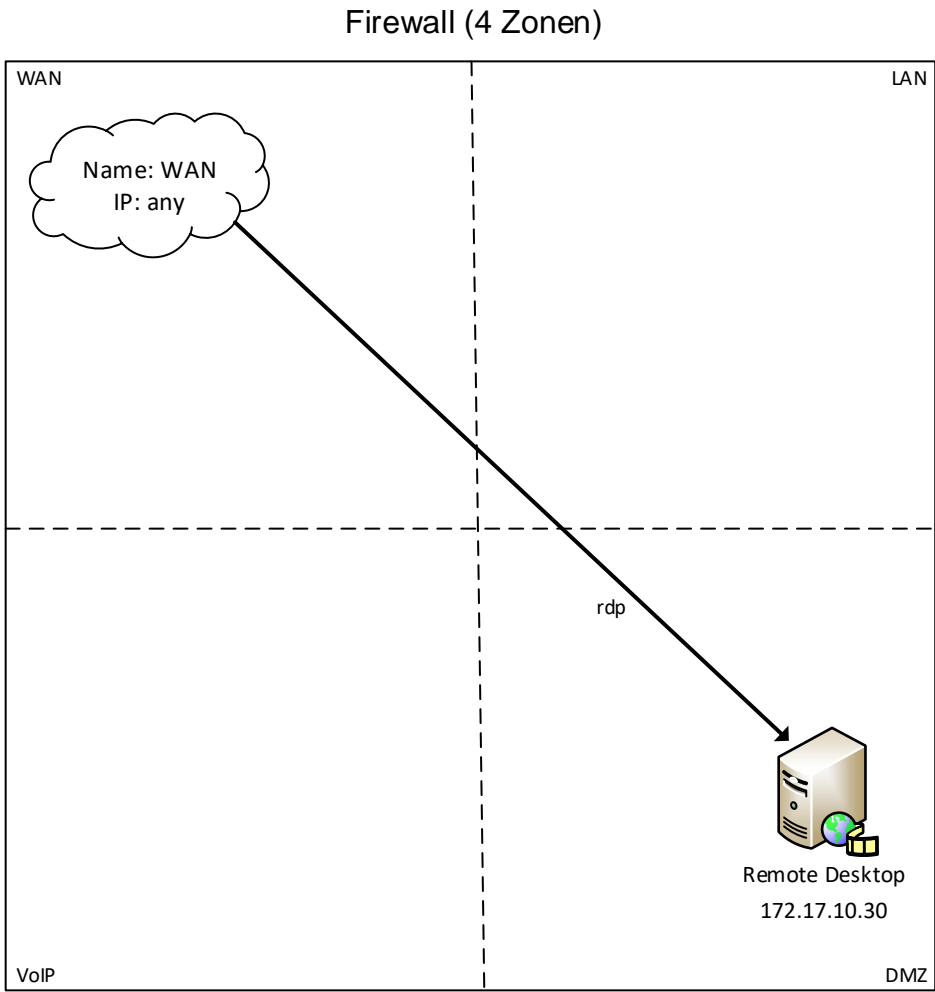 Firewall (4 Zonen)
WAN
LAN
Name: WAN
IP: any
rdp
Remote Desktop
172.17.10.30
VoIP
DMZ